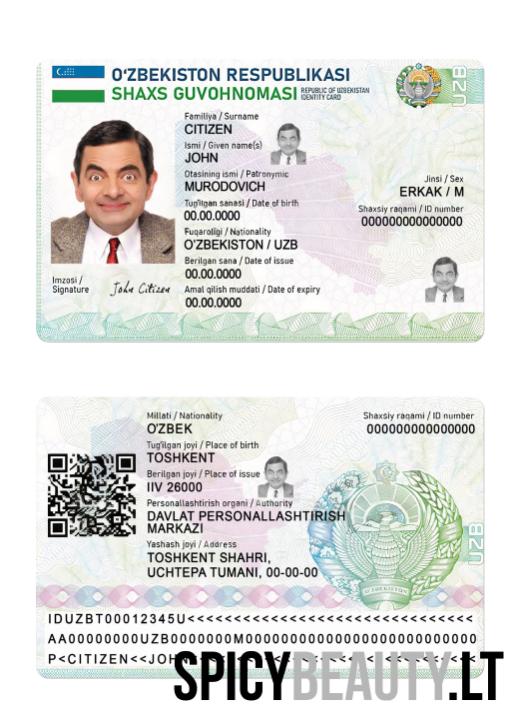 O'ZBEKISTON RESPUBLIKASI
SHAXS GUVOHNOMASI REPUBLIC OF UZBEKISTAN
IDENTITY CARD
UZB
Familiya / Surname
CITIZEN
Ismi / Given name(s)
JOHN
Otasining ismi / Patronymic
MURODOVICH
Jinsi / Sex
ERKAK / M
Tug'ilgan sanasi / Date of birth
00.00.0000
Shaxsiy raqami / ID number
00000000000000
Fuqaroligi / Nationality
O'ZBEKISTON / UZB
Berilgan sana / Date of issue
00.00.0000
Imzosi /
Signature
John Citizen
Amal qilish muddati / Date of expiry
00.00.0000
Millati / Nationality
O'ZBEK
Shaxsiy raqami / ID number
00000000000000
Tug'ilgan joyi / Place of birth
TOSHKENT
Berilgan joyi / Place of issue
IIV 26000
Personallashtirish organi / Authority
DAVLAT PERSONALLASHTIRISH
MARKAZI
Yashash joyi / Address
TOSHKENT SHAHRI,
UCHTEPA TUMANI, 00-00-00
UZB
O'ZBEKISTON
IDUZBT00012345U<<<<<<<<<<<<<<<<<<<<<<<<<<<<<<
AA00000000UZB0000000M000000000000000000000000
P<CITIZEN<<JOHN
SPICYBEAUTY.LT